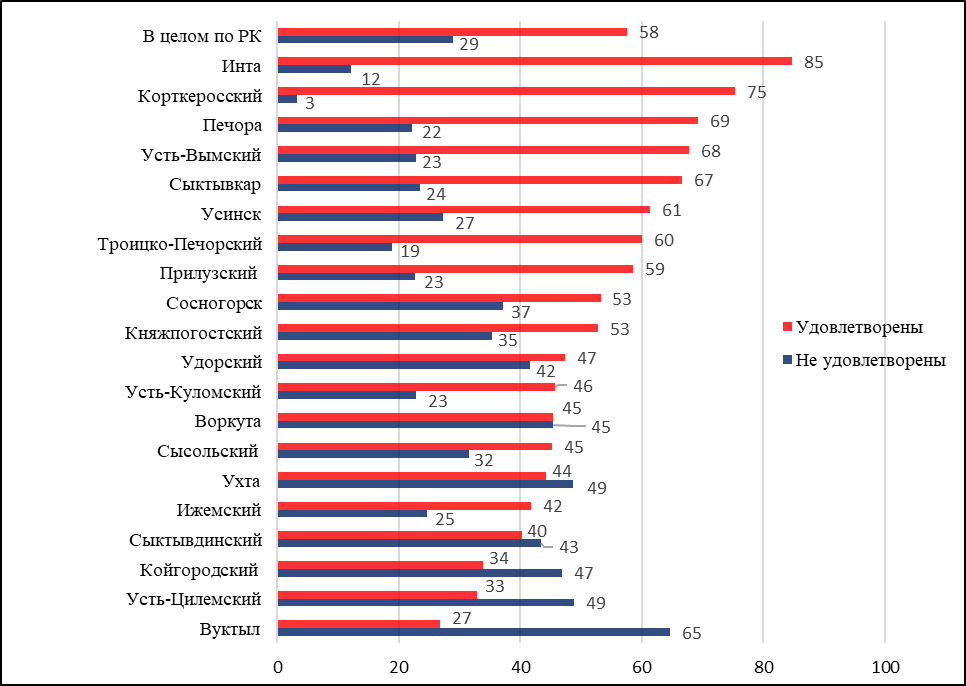 В целом по РК 58
29
Инта 85
12
Корткеросский 75
3
Печора 69
22
Усть-Вымский 68
23
Сыктывкар 67
24
Усинск 61
27
Троицко-Печорский 60
19
Прилузский 59
23
Сосногорск 53
37
Княжпогостский 53
35
Удорский 47
42
Усть-Куломский 46
23
Воркута 45
45
Сысольский 45
32
Ухта 44
49
Ижемский 42
25
Сыктывдинский 40
43
Койгородский 34
47
Усть-Цилемский 33
49
Вуктыл 27
65
0 20 40 60 80 100
Удовлетворены
Не удовлетворены